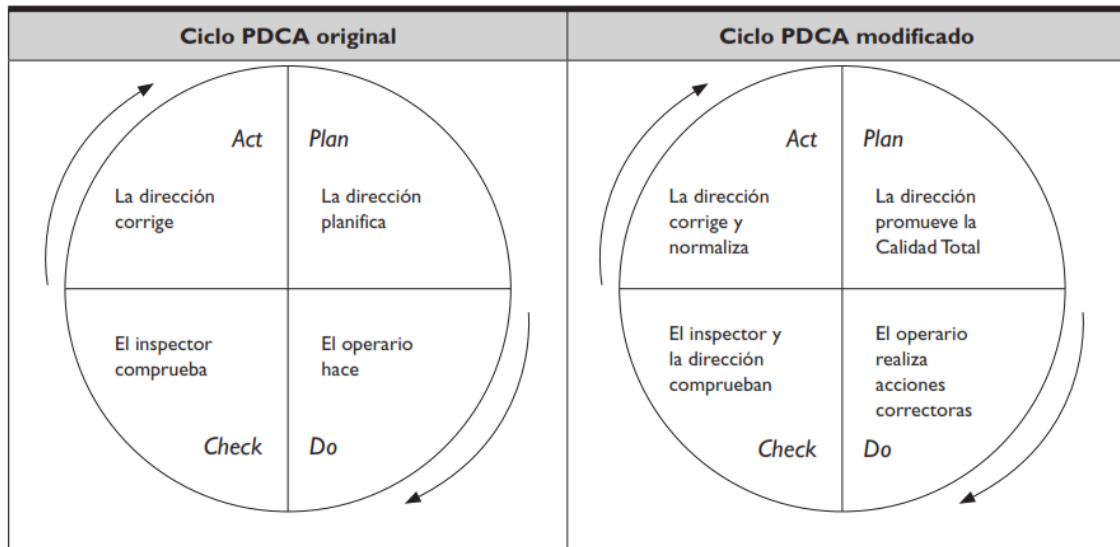 Ciclo PDCA original
Act
Plan
La dirección
corrige
La dirección
planifica
El inspector
comprueba
El operario
hace
Check
Do
Ciclo PDCA modificado
Act
Plan
La dirección
corrige y
normaliza
La dirección
promueve la
Calidad Total
El inspector y
la dirección
comprueban
El operario
realiza
acciones
correctoras
Check
Do